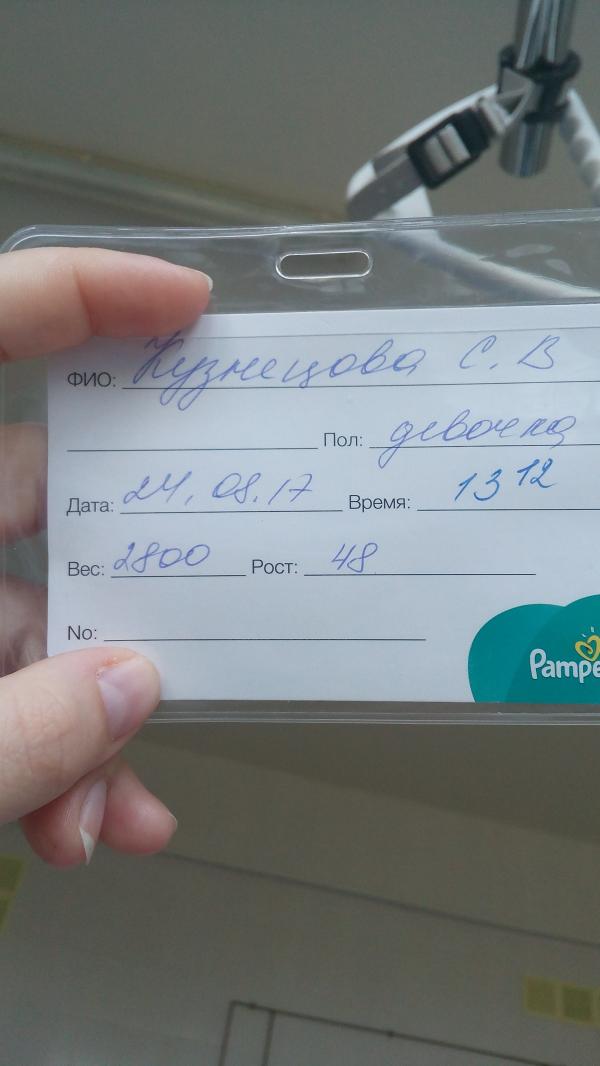 ФИО: Кузнецова С. В
Пол: девочка
Дата: 24.08.17 Время: 13 12
Вес: 2800 Рост: 48
No:
Pampe